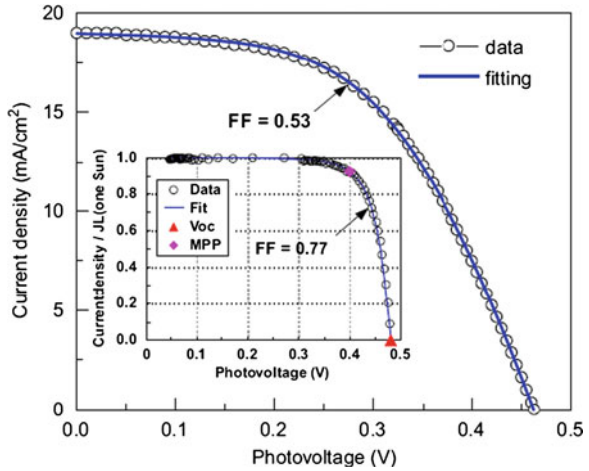 20
15
10
5
0
Current density (mA/cm²)
data
fitting
FF = 0.53
1.0
0.8
0.6
0.4
0.2
0.0
Currentdensity / JL(one Sun)
Data
Fit
Voc
MPP
FF = 0.77
0 0.1 0.2 0.3 0.4 0.5
Photovoltage (V)
0.0 0.1 0.2 0.3 0.4 0.5
Photovoltage (V)